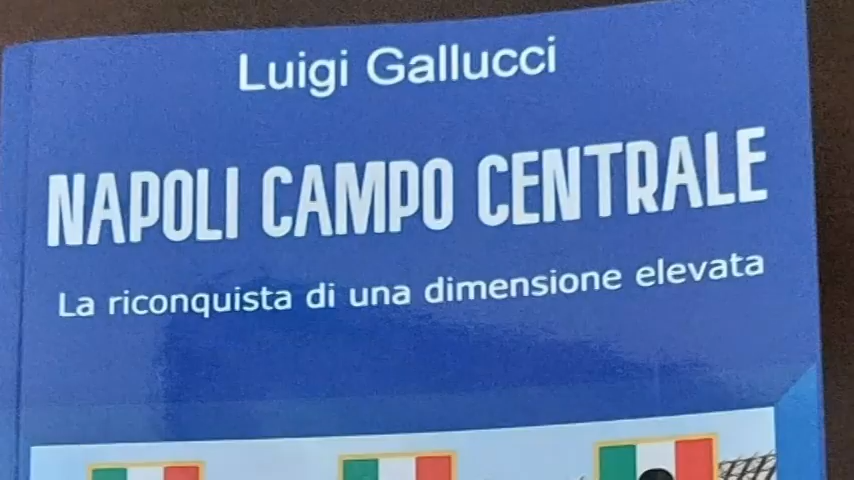 Luigi Gallucci
NAPOLI CAMPO CENTRALE
La riconquista di una dimensione elevata